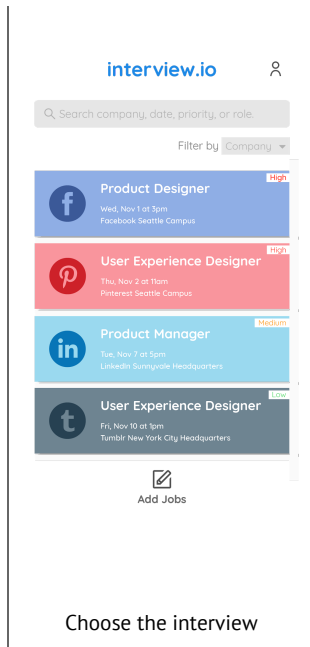 interview.io
Search company, date, priority, or role.
Filter by Company
High
Product Designer
Wed, Nov 1 at 3pm
Facebook Seattle Campus
High
User Experience Designer
Thu, Nov 2 at 11am
Pinterest Seattle Campus
Medium
Product Manager
Tue, Nov 7 at 5pm
LinkedIn Sunnyvale Headquarters
Low
User Experience Designer
Fri, Nov 10 at 1pm
Tumblr New York City Headquarters
Add Jobs
Choose the interview